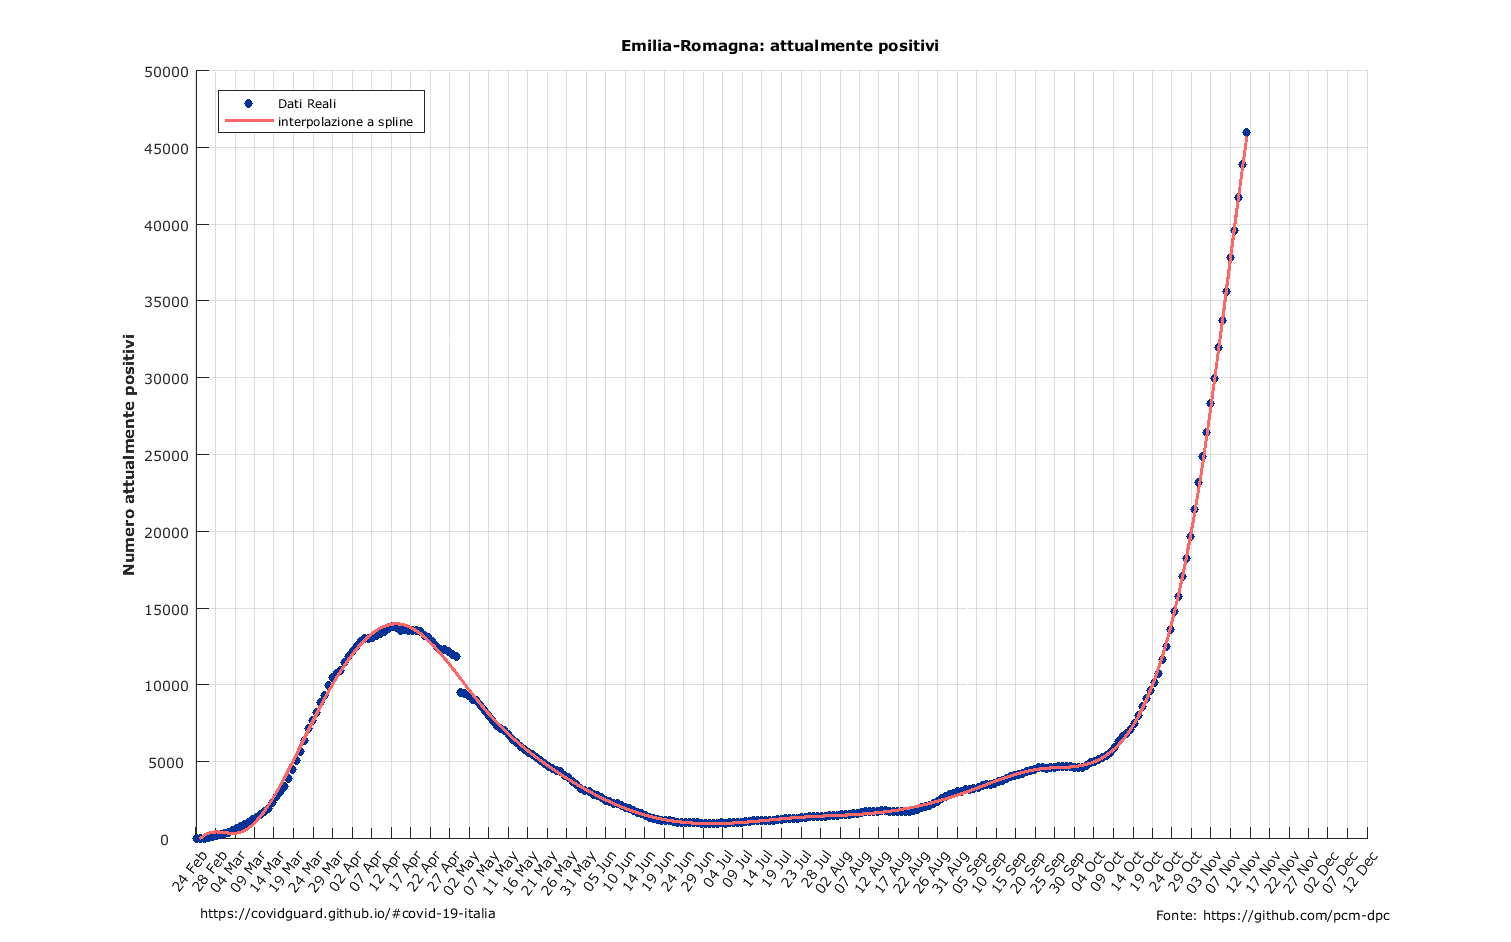 Emilia-Romagna: attualmente positivi
Dati Reali
interpolazione a spline
Numero attualmente positivi
50000
45000
40000
35000
30000
25000
20000
15000
10000
5000
0
24 Feb
28 Feb
04 Mar
09 Mar
14 Mar
19 Mar
24 Mar
29 Mar
02 Apr
07 Apr
12 Apr
17 Apr
22 Apr
27 Apr
02 May
07 May
11 May
16 May
21 May
26 May
31 May
05 Jun
10 Jun
14 Jun
19 Jun
24 Jun
29 Jun
04 Jul
09 Jul
14 Jul
19 Jul
23 Jul
28 Jul
02 Aug
07 Aug
12 Aug
17 Aug
22 Aug
26 Aug
31 Aug
05 Sep
10 Sep
15 Sep
20 Sep
25 Sep
30 Sep
04 Oct
09 Oct
14 Oct
19 Oct
24 Oct
29 Oct
03 Nov
07 Nov
12 Nov
17 Nov
22 Nov
27 Nov
02 Dec
07 Dec
12 Dec
https://covidguard.github.io/#covid-19-italia
Fonte: https://github.com/pcm-dpc